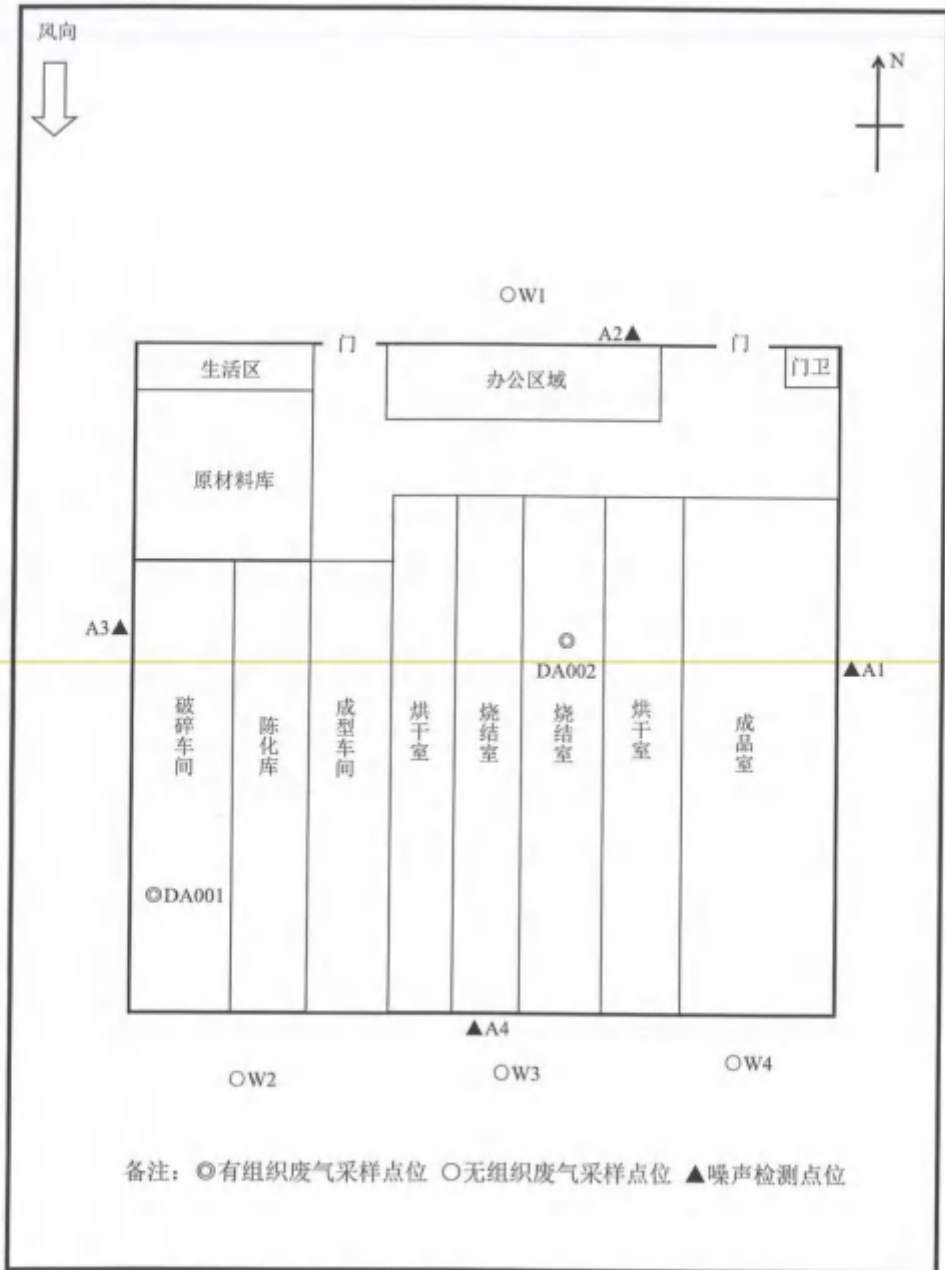 风向
N
○W1
A2▲
门
门
生活区
办公区域
门卫
原材料库
A3▲
◎
DA002
▲A1
破碎车间
陈化库
成型车间
烘干室
烧结室
烧结室
烘干室
成品室
◎DA001
▲A4
○W2
○W3
○W4
备注：◎有组织废气采样点位 ○无组织废气采样点位 ▲噪声检测点位